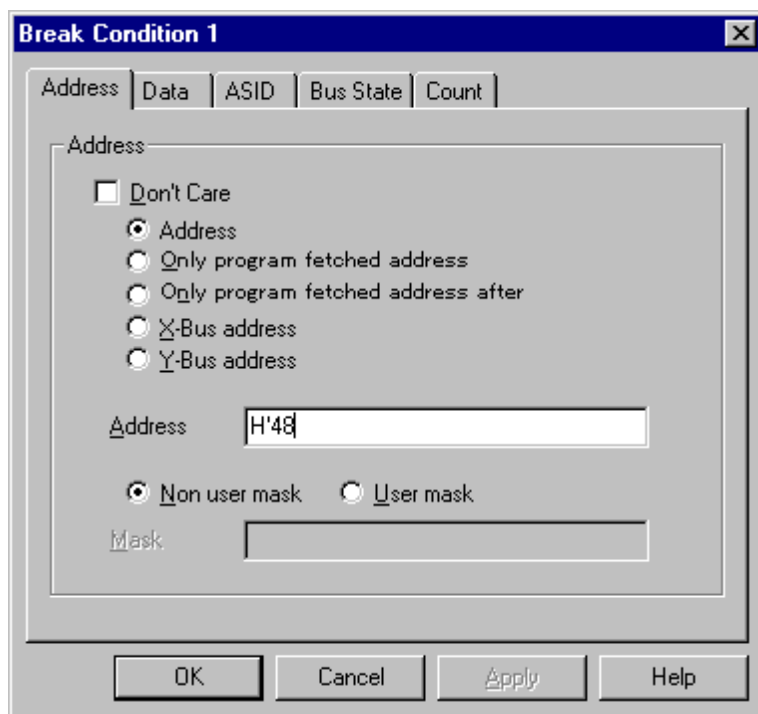 Break Condition 1
Address Data ASID Bus State Count
Address
Don't Care
Address
Only program fetched address
Only program fetched address after
X-Bus address
Y-Bus address
Address H'48
Non user mask User mask
Mask
OK Cancel Apply Help